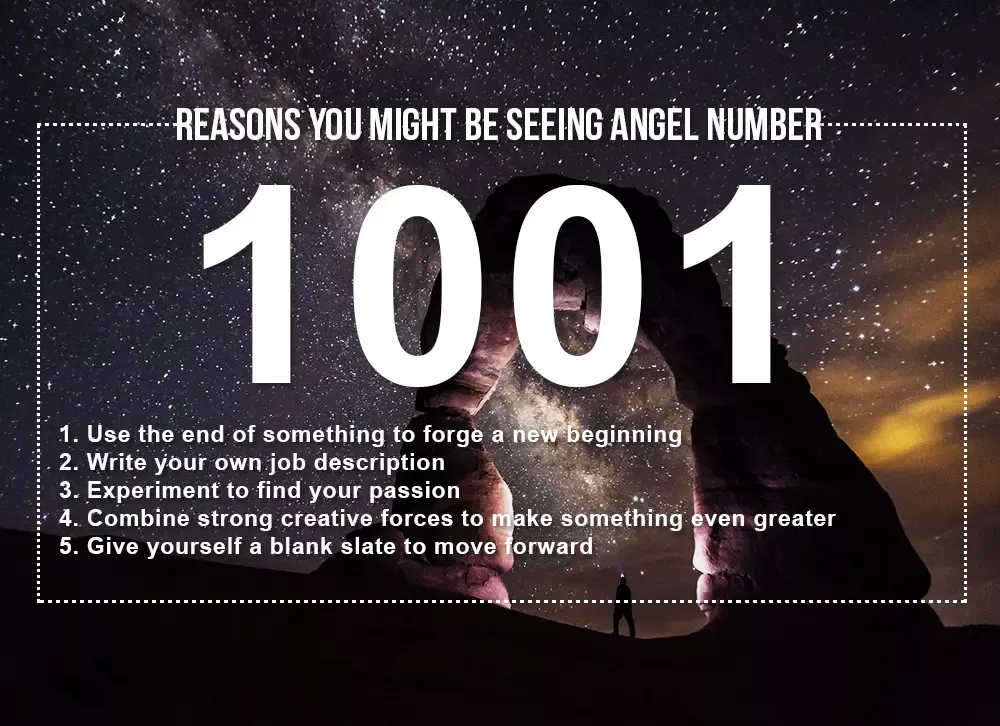 REASONS YOU MIGHT BE SEEING ANGEL NUMBER
1001
1. Use the end of something to forge a new beginning
2. Write your own job description
3. Experiment to find your passion
4. Combine strong creative forces to make something even greater
5. Give yourself a blank slate to move forward